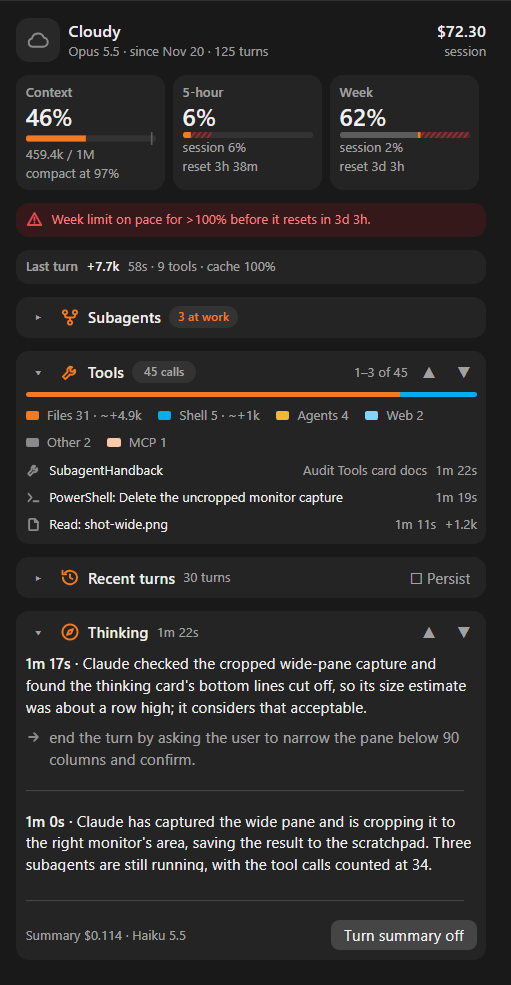 Cloudy
$72.30
Opus 5.5 · since Nov 20 · 125 turns
session
Context
46%
459.4k / 1M
compact at 97%
5-hour
6%
session 6%
reset 3h 38m
Week
62%
session 2%
reset 3d 3h
Week limit on pace for >100% before it resets in 3d 3h.
Last turn +7.7k 58s · 9 tools · cache 100%
Subagents 3 at work
Tools 45 calls 1–3 of 45
Files 31 · ~+4.9k Shell 5 · ~+1k Agents 4 Web 2
Other 2 MCP 1
SubagentHandback Audit Tools card docs 1m 22s
PowerShell: Delete the uncropped monitor capture 1m 19s
Read: shot-wide.png 1m 11s +1.2k
Recent turns 30 turns Persist
Thinking 1m 22s
1m 17s · Claude checked the cropped wide-pane capture and
found the thinking card's bottom lines cut off, so its size estimate
was about a row high; it considers that acceptable.
→ end the turn by asking the user to narrow the pane below 90
columns and confirm.
1m 0s · Claude has captured the wide pane and is cropping it to
the right monitor's area, saving the result to the scratchpad. Three
subagents are still running, with the tool calls counted at 34.
Summary $0.114 · Haiku 5.5
Turn summary off